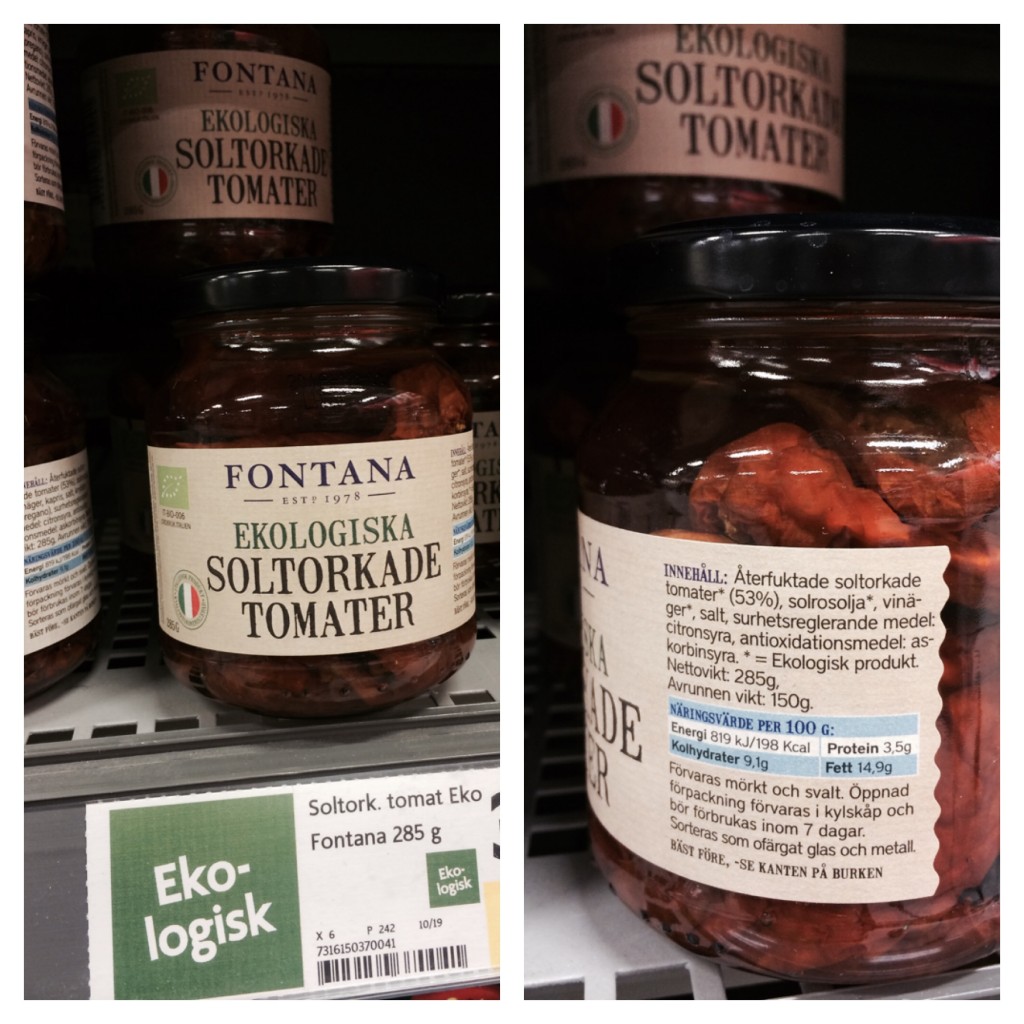 FONTANA
ESTD 1978
EKOLOGISKA
SOLTORKADE
TOMATER
FONTANA
ESTD 1978
EKOLOGISKA
SOLTORKADE
TOMATER
285 G
Soltork. tomat Eko
Fontana 285 g
Eko-
logisk
Eko-
logisk
X 6 P 242 10/19
7316150370041
EKOLOGISKA
SOLTORKADE
TOMATER
INNEHÅLL: Återfuktade soltorkade
tomater* (53%), solrosolja*, vinä-
ger*, salt, surhetsreglerande medel:
citronsyra, antioxidationsmedel: as-
korbinsyra. * = Ekologisk produkt.
Nettovikt: 285g,
Avrunnen vikt: 150g.
NÄRINGSVÄRDE PER 100 G:
Energi 819 kJ/198 Kcal Protein 3,5g
Kolhydrater 9,1g Fett 14,9g
Förvaras mörkt och svalt. Öppnad
förpackning förvaras i kylskåp och
bör förbrukas inom 7 dagar.
Sorteras som ofärgat glas och metall.
BÄST FÖRE, -SE KANTEN PÅ BURKEN